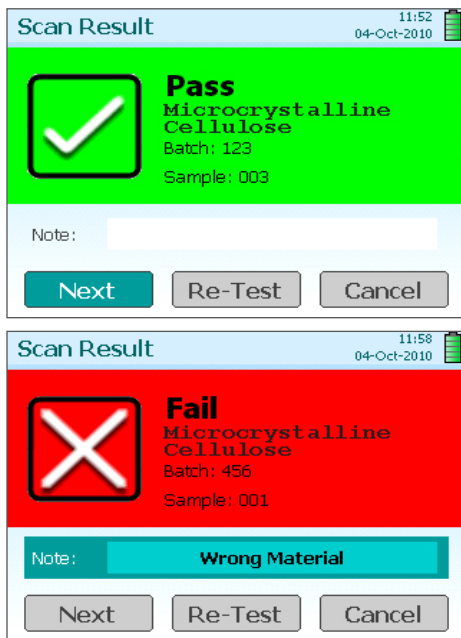 Scan Result
11:52
04-Oct-2010
Pass
Microcrystalline
Cellulose
Batch: 123
Sample: 003
Note:
Next Re-Test Cancel
Scan Result
11:58
04-Oct-2010
Fail
Microcrystalline
Cellulose
Batch: 456
Sample: 001
Note: Wrong Material
Next Re-Test Cancel